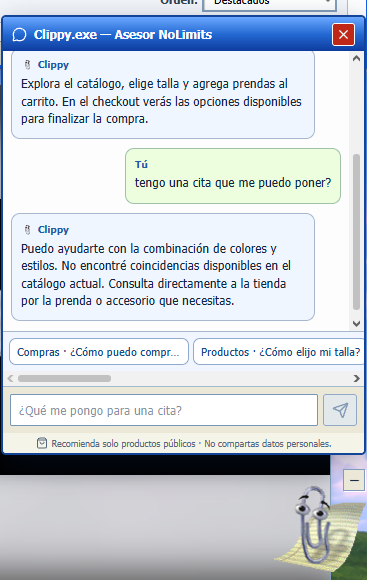 Orden:
Destacados
Clippy.exe — Asesor NoLimits
Clippy
Explora el catálogo, elige talla y agrega prendas al
carrito. En el checkout verás las opciones disponibles
para finalizar la compra.
Tú
tengo una cita que me puedo poner?
Clippy
Puedo ayudarte con la combinación de colores y
estilos. No encontré coincidencias disponibles en el
catálogo actual. Consulta directamente a la tienda
por la prenda o accesorio que necesitas.
Compras · ¿Cómo puedo compr...
Productos · ¿Cómo elijo mi talla?
¿Qué me pongo para una cita?
Recomienda solo productos públicos · No compartas datos personales.